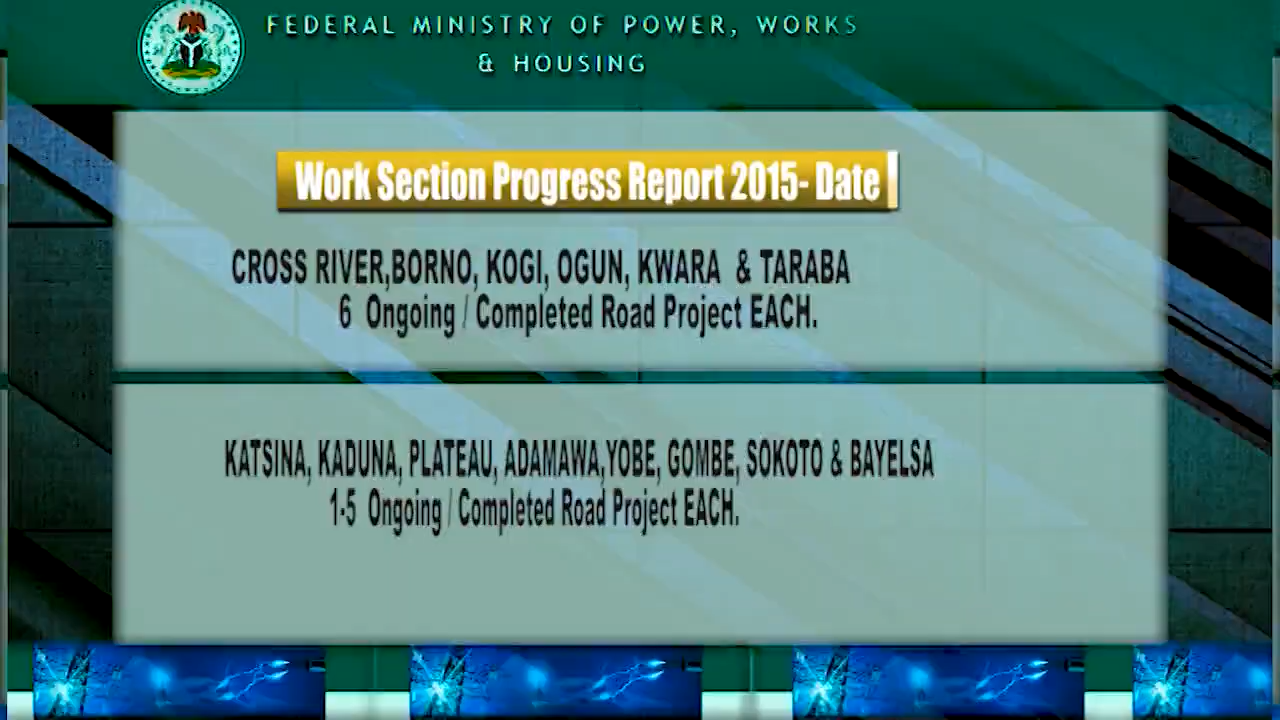 FEDERAL MINISTRY OF POWER, WORKS
& HOUSING
Work Section Progress Report 2015- Date
CROSS RIVER,BORNO, KOGI, OGUN, KWARA & TARABA
6 Ongoing / Completed Road Project EACH.
KATSINA, KADUNA, PLATEAU, ADAMAWA,YOBE, GOMBE, SOKOTO & BAYELSA
1-5 Ongoing / Completed Road Project EACH.